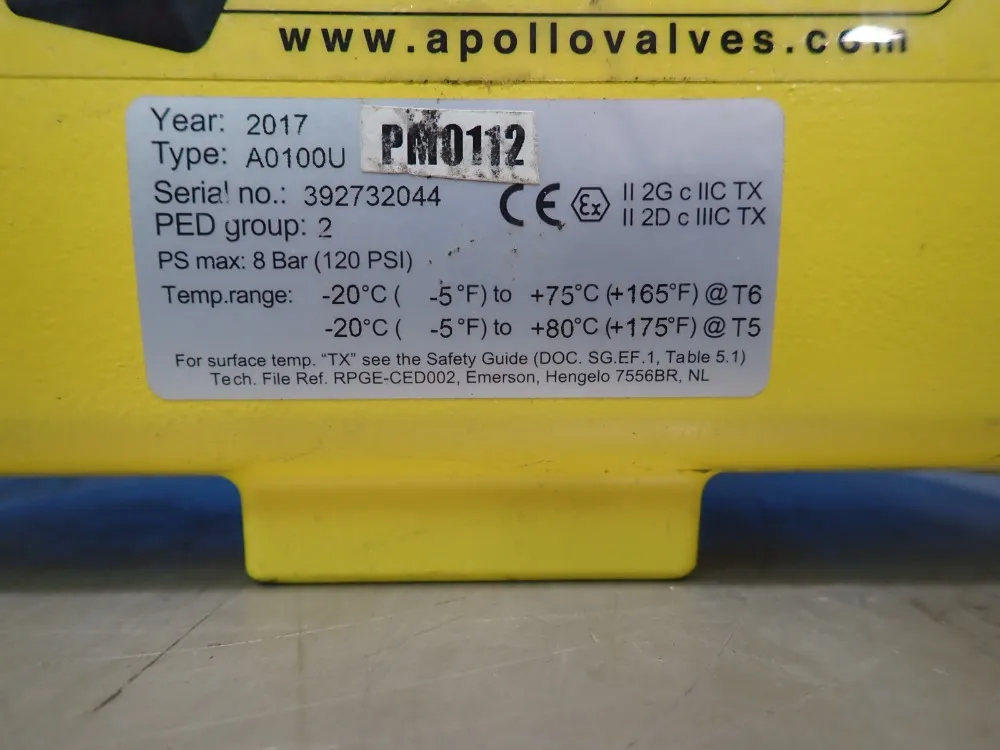 www.apollovalves.com
Year: 2017
Type: A0100U
PM0112
Serial no.: 392732044
PED group: 2
CE Ex II 2G c IIC TX
II 2D c IIIC TX
PS max: 8 Bar (120 PSI)
Temp.range: -20°C ( -5°F) to +75°C (+165°F) @ T6
-20°C ( -5°F) to +80°C (+175°F) @ T5
For surface temp. "TX" see the Safety Guide (DOC. SG.EF.1, Table 5.1)
Tech. File Ref. RPGE-CED002, Emerson, Hengelo 7556BR, NL